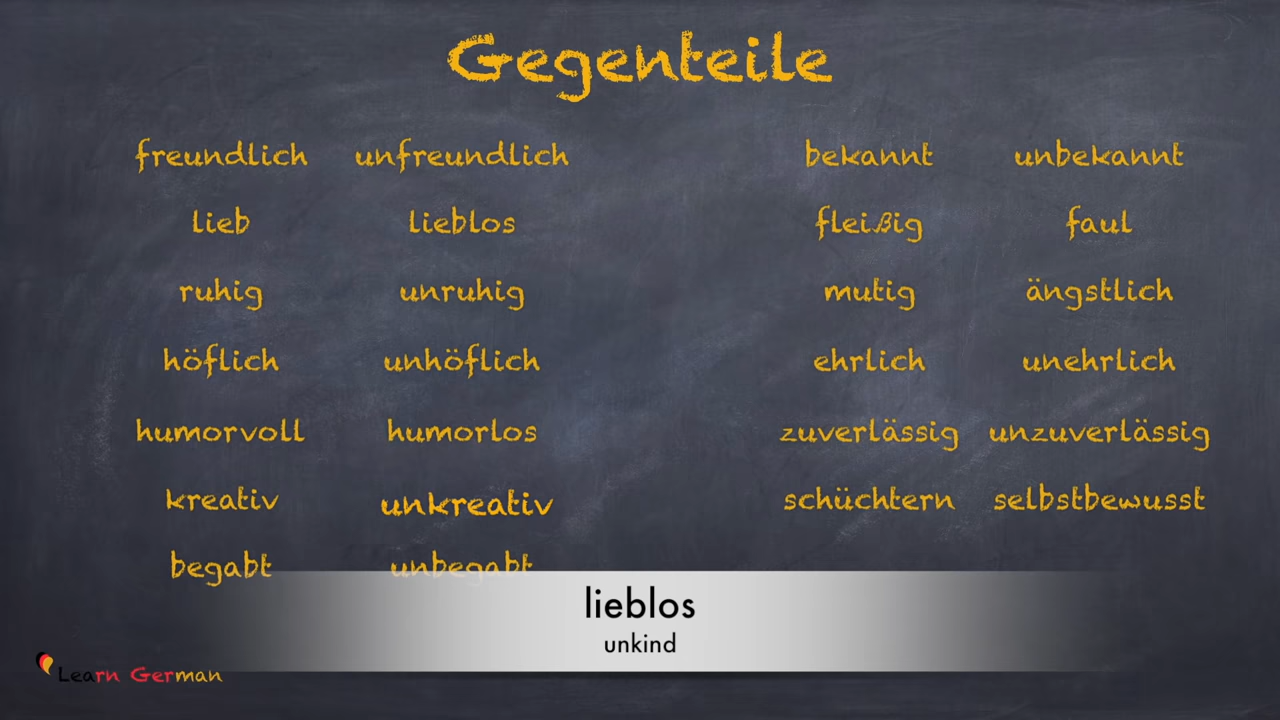 Gegenteile
freundlich unfreundlich
lieb lieblos
ruhig unruhig
höflich unhöflich
humorvoll humorlos
kreativ unkreativ
begabt unbegabt
bekannt unbekannt
fleißig faul
mutig ängstlich
ehrlich unehrlich
zuverlässig unzuverlässig
schüchtern selbstbewusst
lieblos
unkind
Learn German